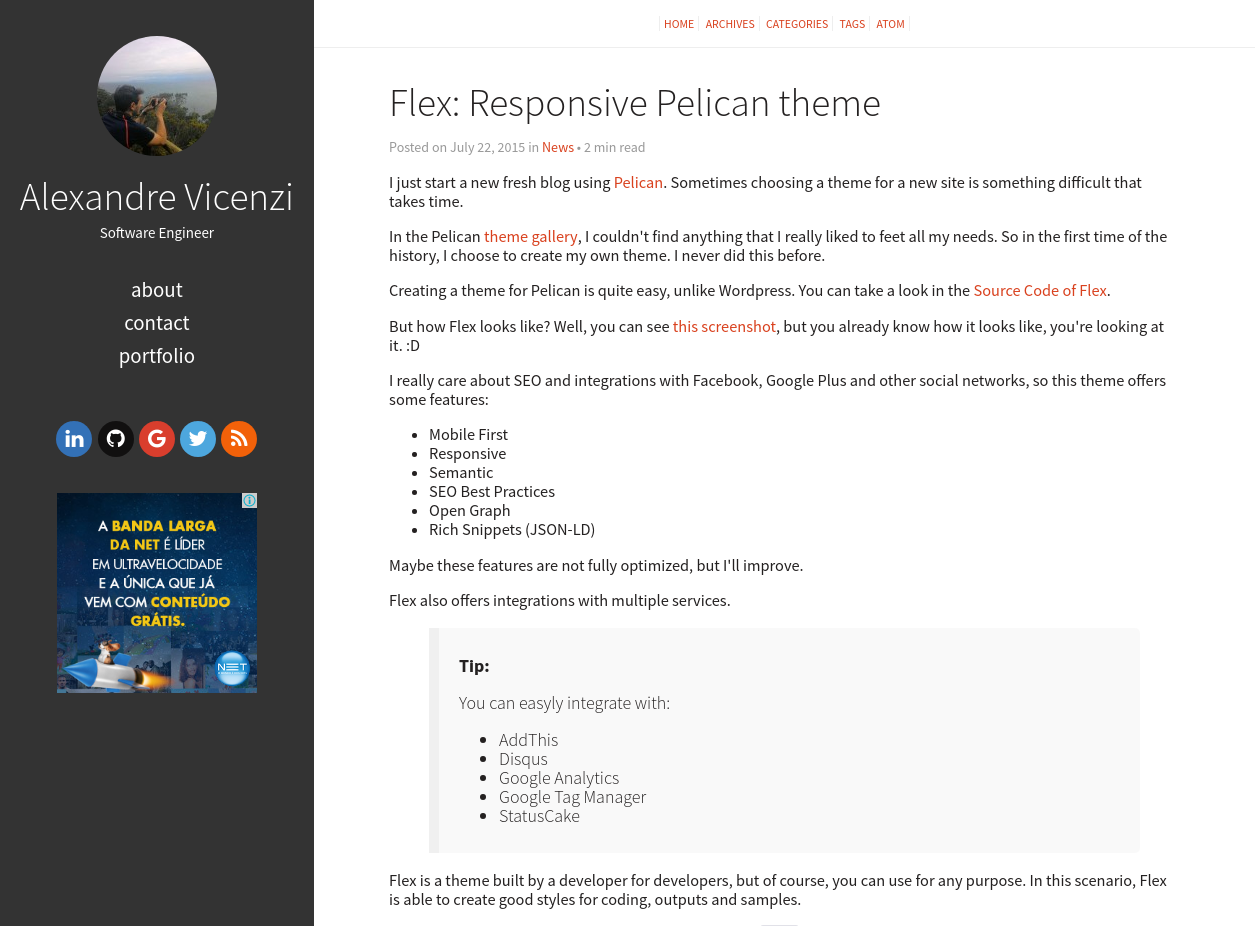 Alexandre Vicenzi
Software Engineer
about
contact
portfolio
in
A BANDA LARGA
DA NET É LÍDER
EM ULTRAVELOCIDADE
E A ÚNICA QUE JÁ
VEM COM CONTEÚDO
GRÁTIS.
NET
HOME ARCHIVES CATEGORIES TAGS ATOM
Flex: Responsive Pelican theme
Posted on July 22, 2015 in News • 2 min read
I just start a new fresh blog using Pelican. Sometimes choosing a theme for a new site is something difficult that
takes time.
In the Pelican theme gallery, I couldn't find anything that I really liked to feet all my needs. So in the first time of the
history, I choose to create my own theme. I never did this before.
Creating a theme for Pelican is quite easy, unlike Wordpress. You can take a look in the Source Code of Flex.
But how Flex looks like? Well, you can see this screenshot, but you already know how it looks like, you're looking at
it. :D
I really care about SEO and integrations with Facebook, Google Plus and other social networks, so this theme offers
some features:
• Mobile First
• Responsive
• Semantic
• SEO Best Practices
• Open Graph
• Rich Snippets (JSON-LD)
Maybe these features are not fully optimized, but I'll improve.
Flex also offers integrations with multiple services.
Tip:
You can easyly integrate with:
• AddThis
• Disqus
• Google Analytics
• Google Tag Manager
• StatusCake
Flex is a theme built by a developer for developers, but of course, you can use for any purpose. In this scenario, Flex
is able to create good styles for coding, outputs and samples.